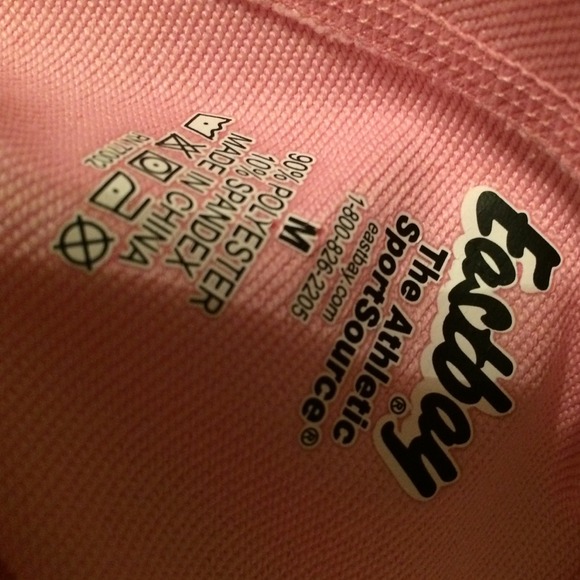 Eastbay®
The Athletic
SportSource®
eastbay.com
1-800-826-2205
M
90% POLYESTER
10% SPANDEX
MADE IN CHINA